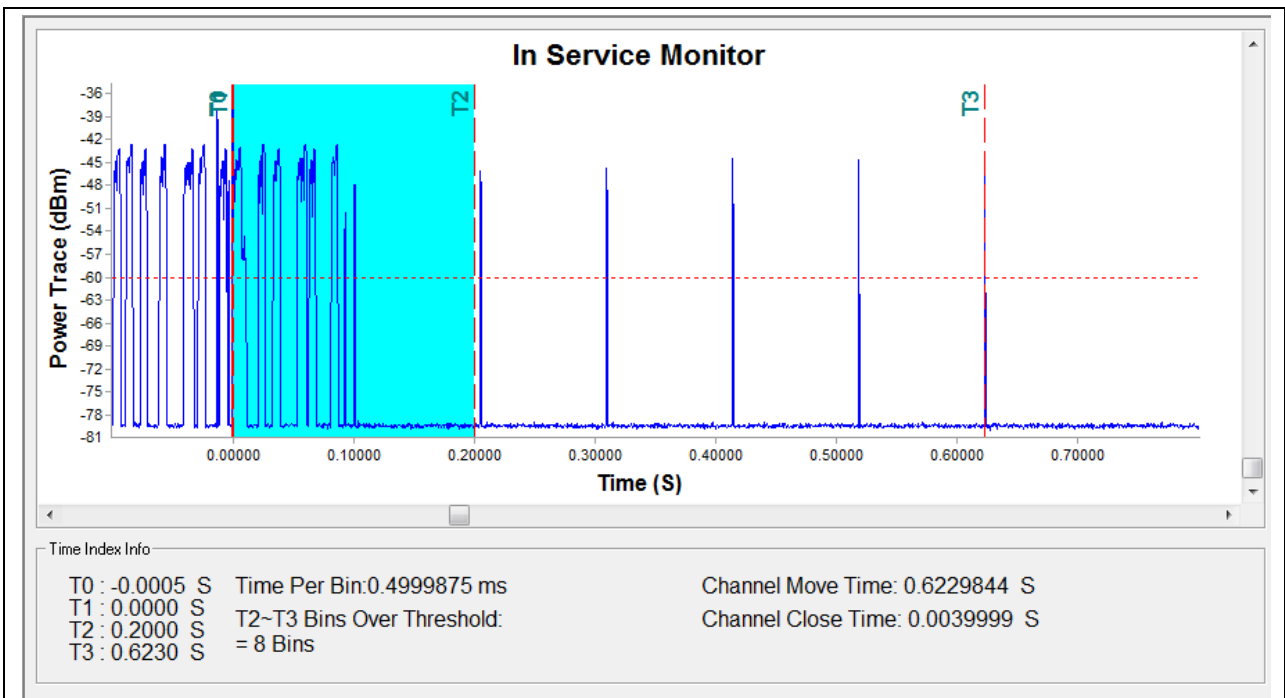 In Service Monitor
Power Trace (dBm)
-36
-39
-42
-45
-48
-51
-54
-57
-60
-63
-66
-69
-72
-75
-78
-81
T2
T3
0.00000 0.10000 0.20000 0.30000 0.40000 0.50000 0.60000 0.70000
Time (S)
Time Index Info
T0 : -0.0005 S
T1 : 0.0000 S
T2 : 0.2000 S
T3 : 0.6230 S
Time Per Bin:0.4999875 ms
T2~T3 Bins Over Threshold:
= 8 Bins
Channel Move Time: 0.6229844 S
Channel Close Time: 0.0039999 S